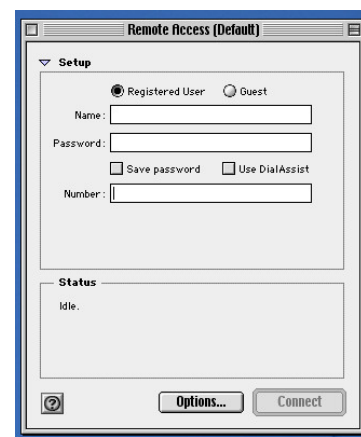 Remote Access (Default)
Setup
Registered User Guest
Name:
Password:
Save password Use DialAssist
Number:
Status
Idle.
? Options... Connect